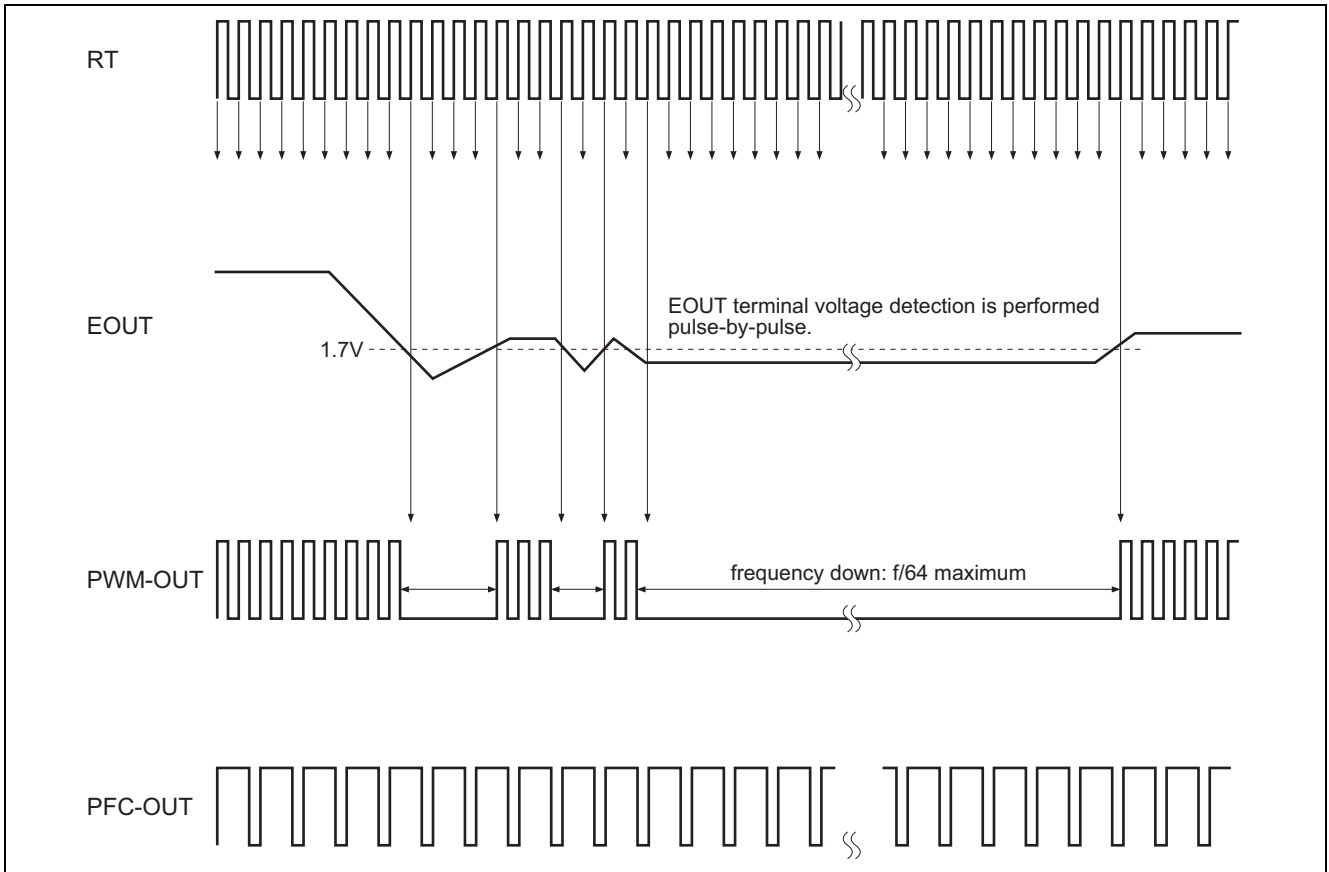 RT
EOUT
EOUT terminal voltage detection is performed
pulse-by-pulse.
1.7V
PWM-OUT
frequency down: f/64 maximum
PFC-OUT